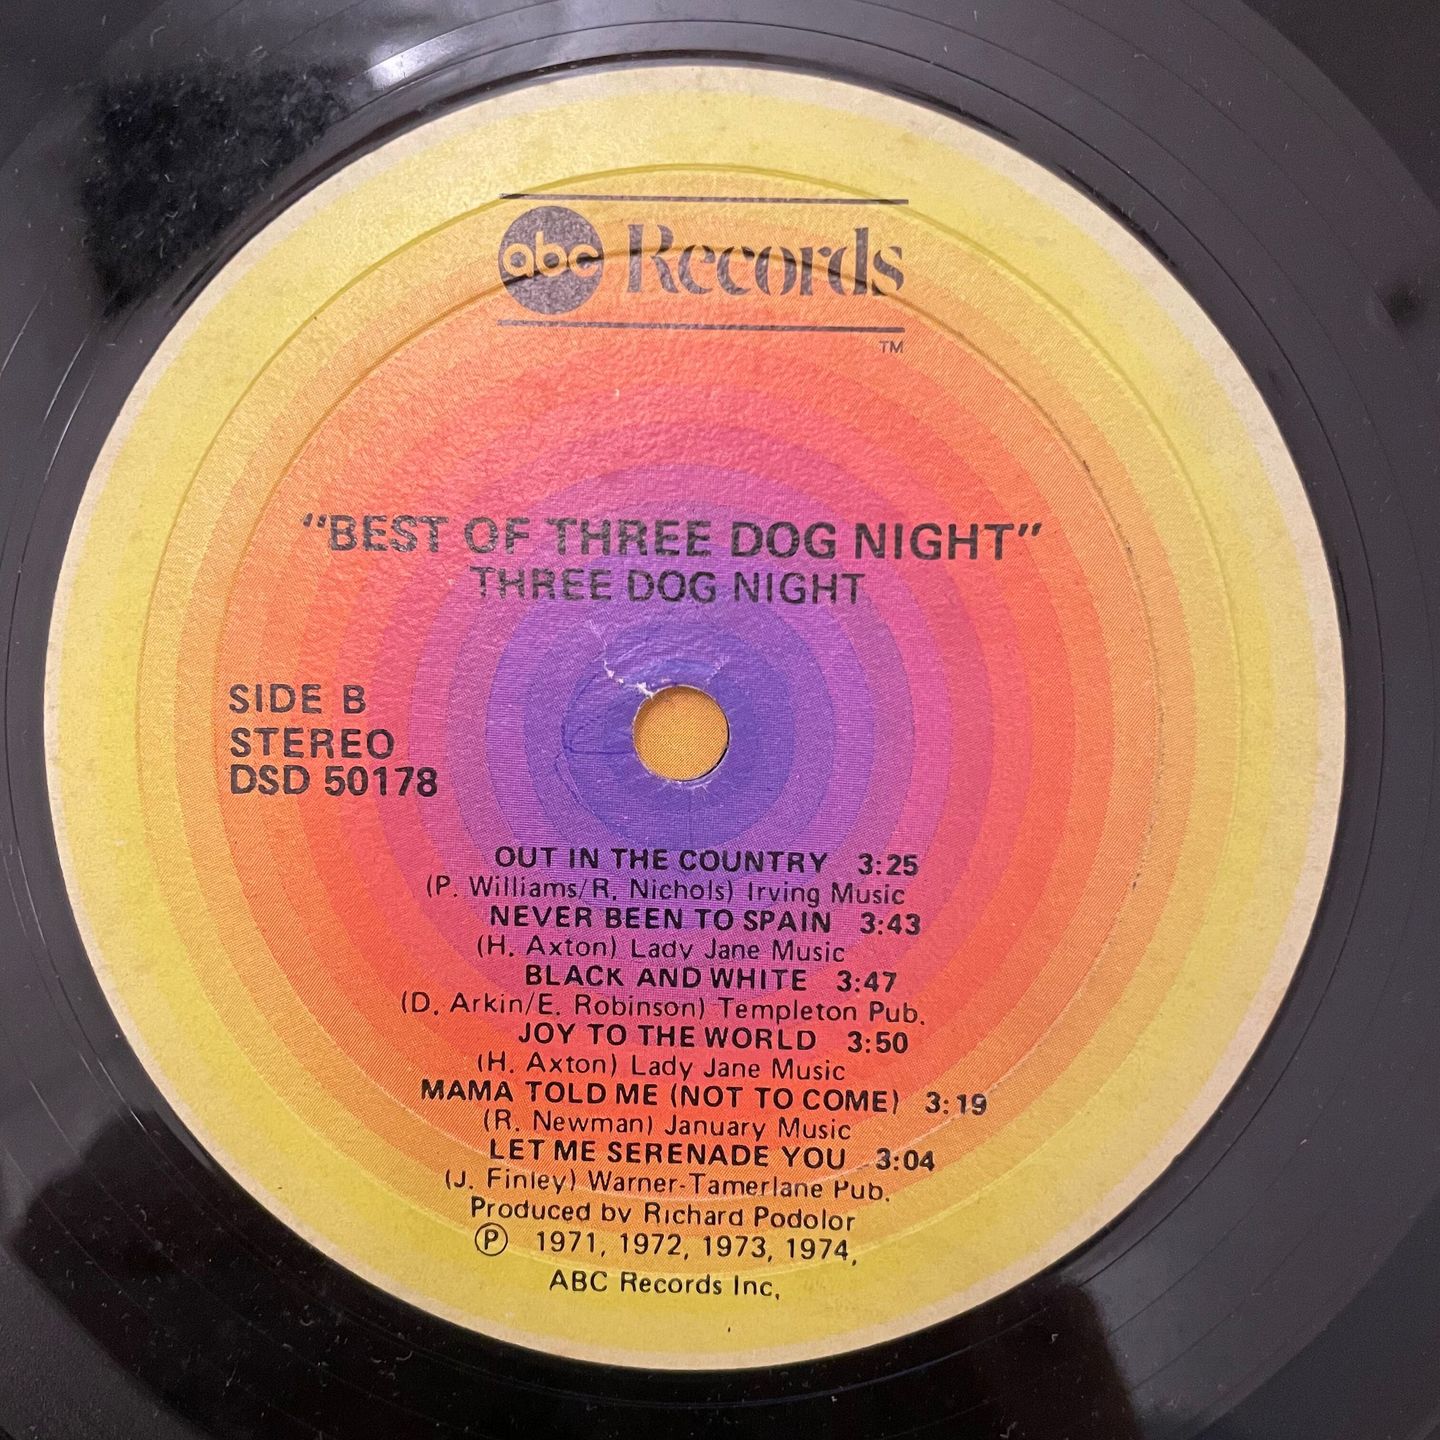 abc Records
TM
"BEST OF THREE DOG NIGHT"
THREE DOG NIGHT
SIDE B
STEREO
DSD 50178
OUT IN THE COUNTRY 3:25
(P. Williams/R. Nichols) Irving Music
NEVER BEEN TO SPAIN 3:43
(H. Axton) Lady Jane Music
BLACK AND WHITE 3:47
(D. Arkin/E. Robinson) Templeton Pub.
JOY TO THE WORLD 3:50
(H. Axton) Lady Jane Music
MAMA TOLD ME (NOT TO COME) 3:19
(R. Newman) January Music
LET ME SERENADE YOU 3:04
(J. Finley) Warner-Tamerlane Pub.
Produced by Richard Podolor
Ⓟ 1971, 1972, 1973, 1974,
ABC Records Inc.